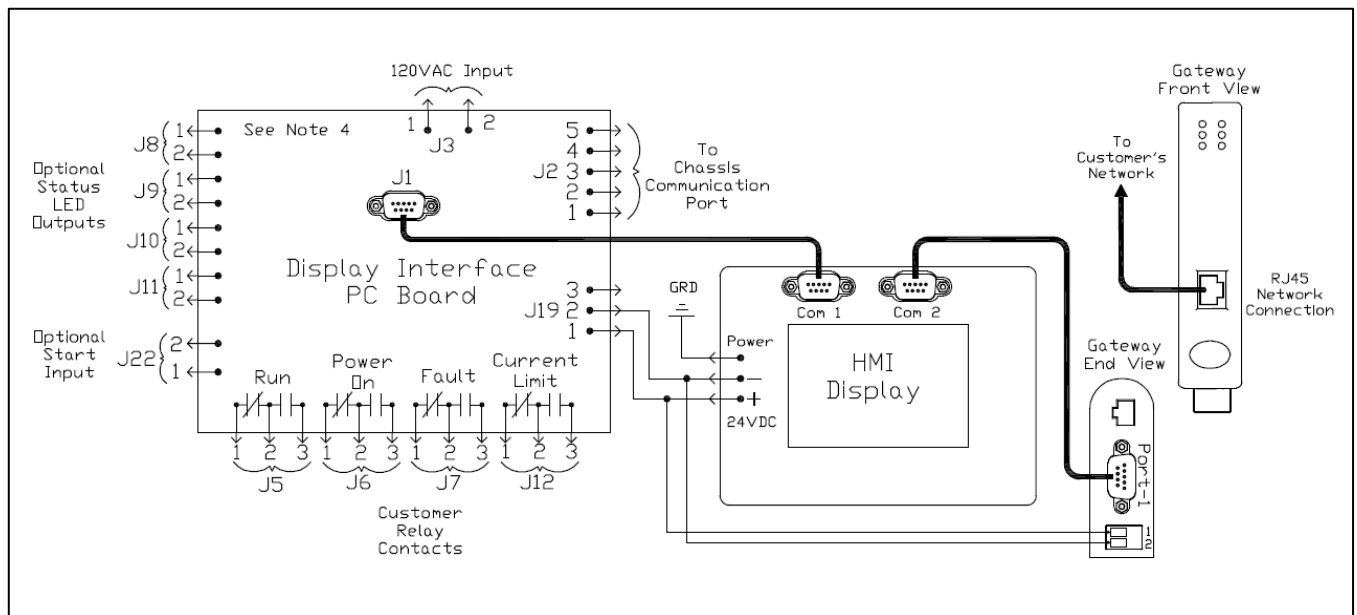 120VAC Input
1
2
J3
See Note 4
J8
1
2
J9
1
2
J10
1
2
J11
1
2
Optional
Status
LED
Outputs
Optional
Start
Input
J22
2
1
J1
Display Interface
PC Board
5
4
J2 3
2
1
To
Chassis
Communication
Port
3
J19 2
1
Run
Power
On
Fault
Current
Limit
1 2 3
1 2 3
1 2 3
1 2 3
J5
J6
J7
J12
Customer
Relay
Contacts
GRD
Power
−
+
24VDC
Com 1
Com 2
HMI
Display
Gateway
Front View
To
Customer's
Network
RJ45
Network
Connection
Gateway
End View
Port-1
1
2